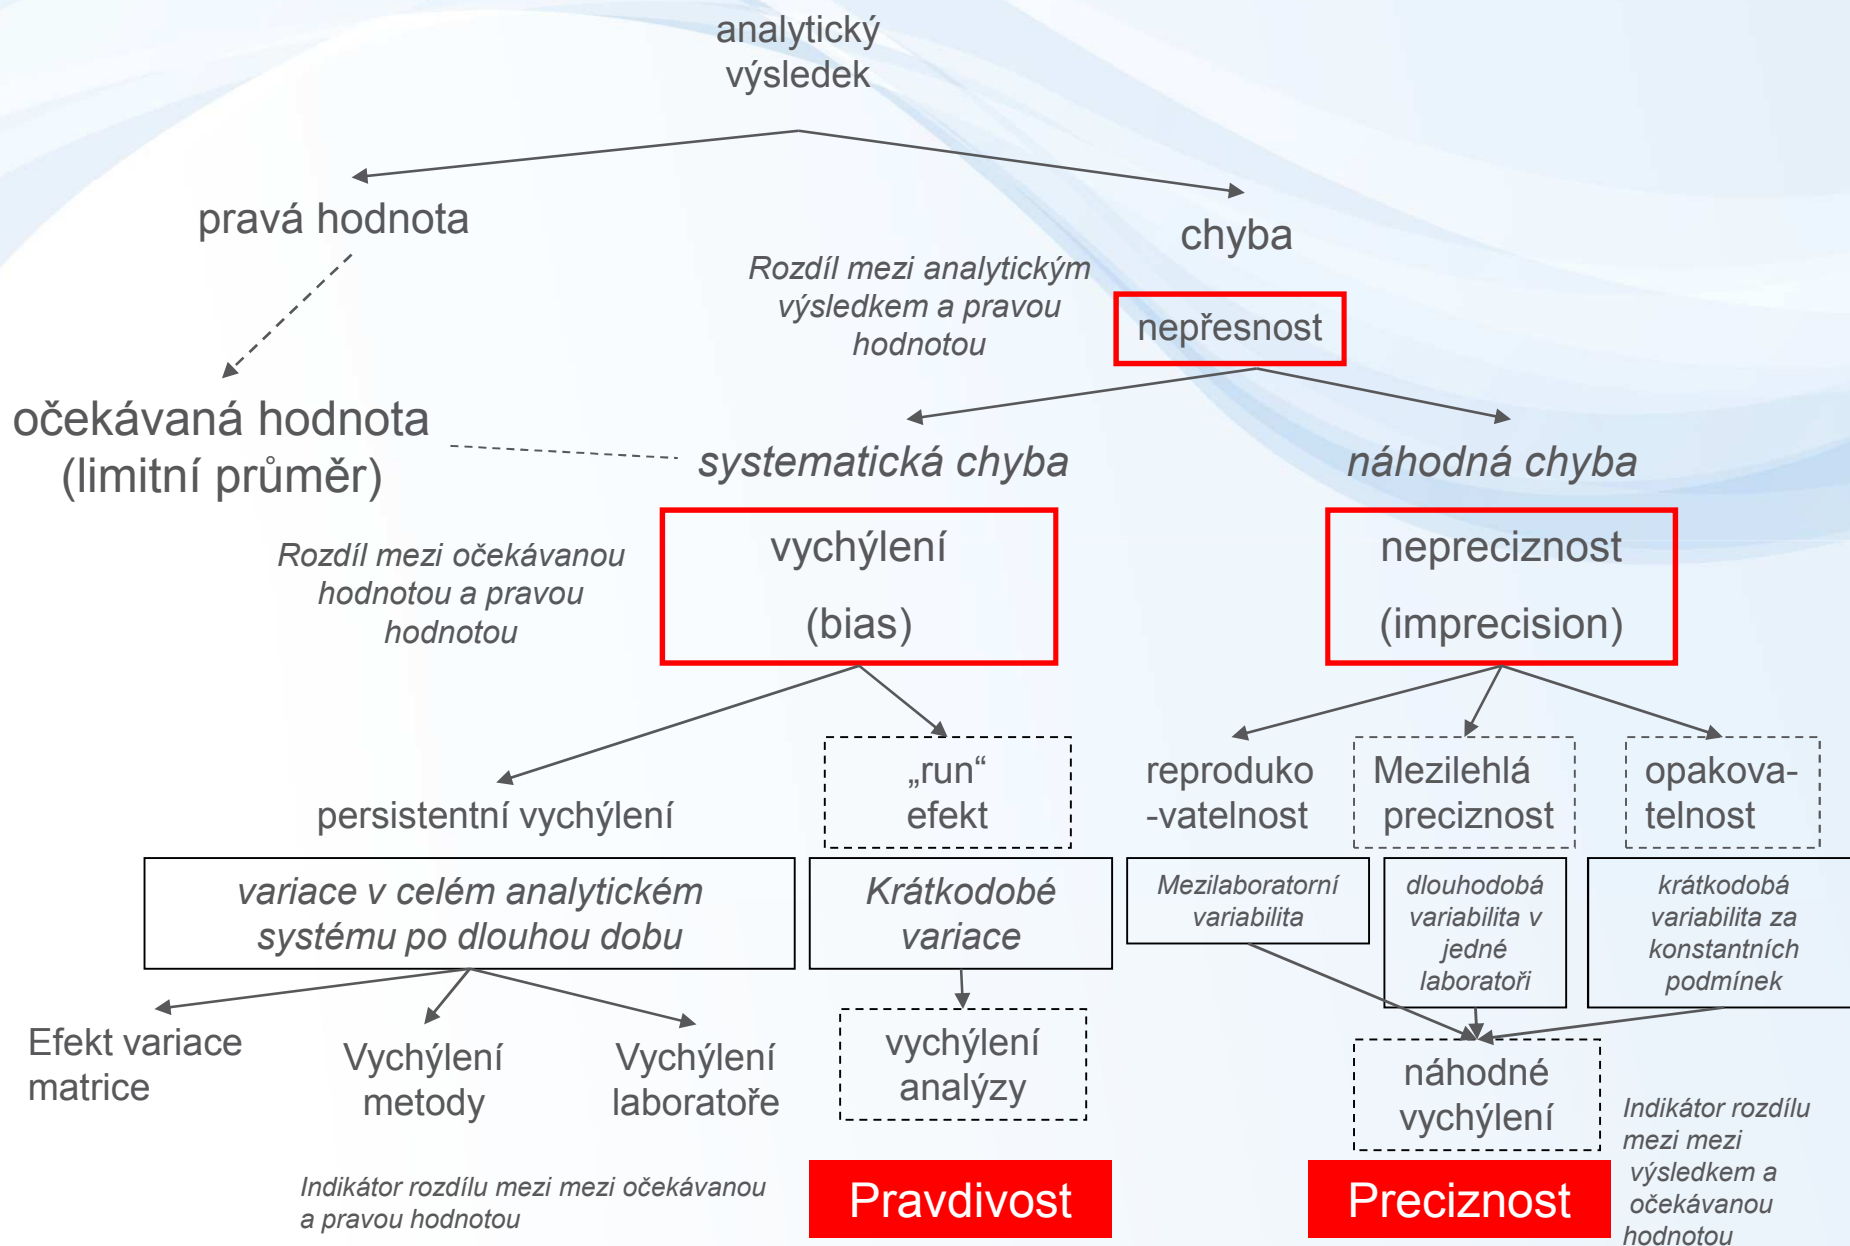 analytický
výsledek
pravá hodnota
chyba
Rozdíl mezi analytickým
výsledkem a pravou
hodnotou
nepřesnost
očekávaná hodnota
(limitní průměr)
systematická chyba
náhodná chyba
Rozdíl mezi očekávanou
hodnotou a pravou
hodnotou
vychýlení
(bias)
nepreciznost
(imprecision)
persistentní vychýlení
„run“
efekt
reproduko
-vatelnost
Mezilehlá
preciznost
opakova-
telnost
variace v celém analytickém
systému po dlouhou dobu
Krátkodobé
variace
Mezilaboratorní
variabilita
dlouhodobá
variabilita v
jedné
laboratoři
krátkodobá
variabilita za
konstantních
podmínek
Efekt variace
matrice
Vychýlení
metody
Vychýlení
laboratoře
vychýlení
analýzy
náhodné
vychýlení
Indikátor rozdílu mezi mezi očekávanou
a pravou hodnotou
Pravdivost
Preciznost
Indikátor rozdílu
mezi mezi
výsledkem a
očekávanou
hodnotou